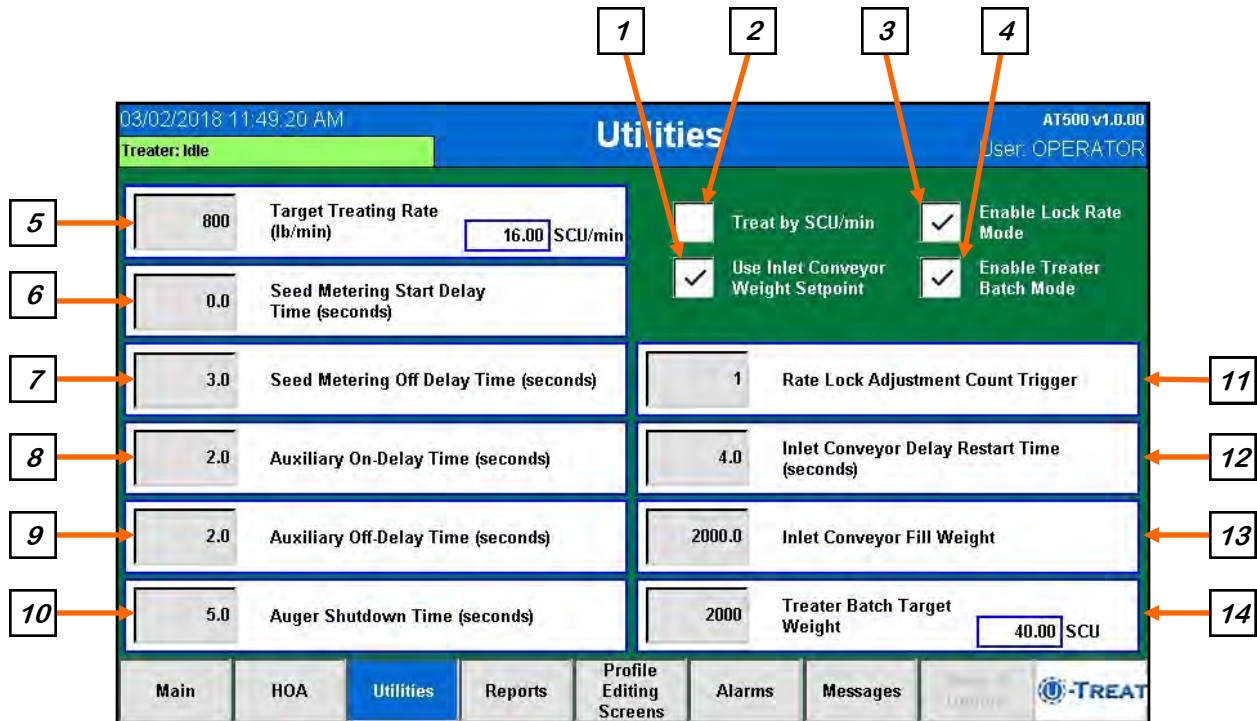 1 2 3 4
03/02/2018 11:49:20 AM
Utilities
AT500 v1.0.00
Treater: Idle
User: OPERATOR
5
800
Target Treating Rate
(lb/min)
16.00 SCU/min
Treat by SCU/min
Enable Lock Rate
Mode
6
0.0
Seed Metering Start Delay
Time (seconds)
Use Inlet Conveyor
Weight Setpoint
Enable Treater
Batch Mode
7
3.0
Seed Metering Off Delay Time (seconds)
1
Rate Lock Adjustment Count Trigger
11
8
2.0
Auxiliary On-Delay Time (seconds)
4.0
Inlet Conveyor Delay Restart Time
(seconds)
12
9
2.0
Auxiliary Off-Delay Time (seconds)
2000.0
Inlet Conveyor Fill Weight
13
10
5.0
Auger Shutdown Time (seconds)
2000
Treater Batch Target
Weight
40.00 SCU
14
Main
HOA
Utilities
Reports
Profile
Editing
Screens
Alarms
Messages
U-TREAT